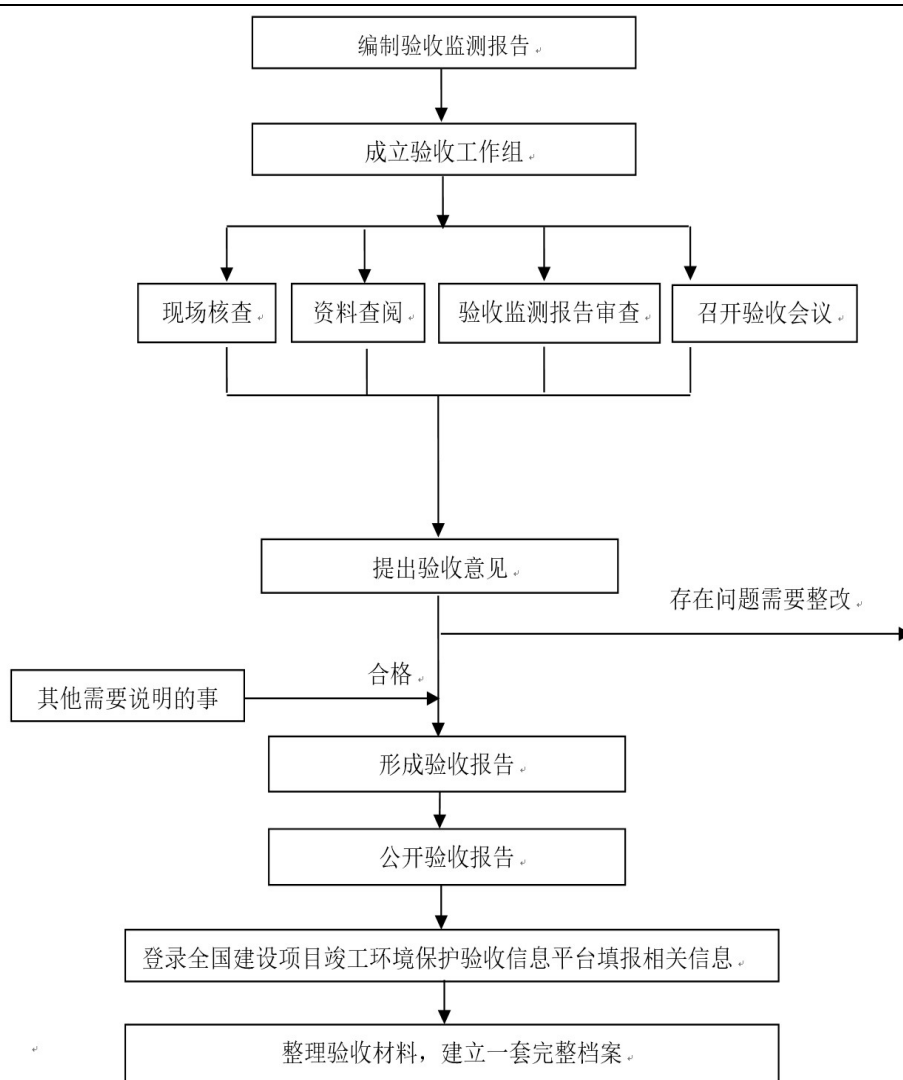 编制验收监测报告
成立验收工作组
现场核查
资料查阅
验收监测报告审查
召开验收会议
提出验收意见
存在问题需要整改
合格
其他需要说明的事
形成验收报告
公开验收报告
登录全国建设项目竣工环境保护验收信息平台填报相关信息
整理验收材料，建立一套完整档案